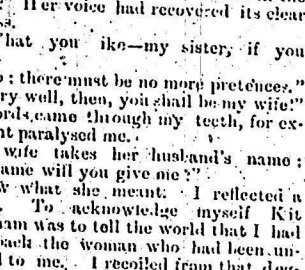 Her voice had recovered its clear
ss.
hat you ike—my sister, if you
; there must be no more pretences."
ry well, then, you shall be my wife!"
ords came through my teeth, for ex-
nt paralysed me.
wife takes her husband's name;
ame will you give me?"
w what she meant. I reflected a
To acknowledge myself Kit
ham was to tell the world that I had
back the woman who had been un-
l to me. I recoiled from that